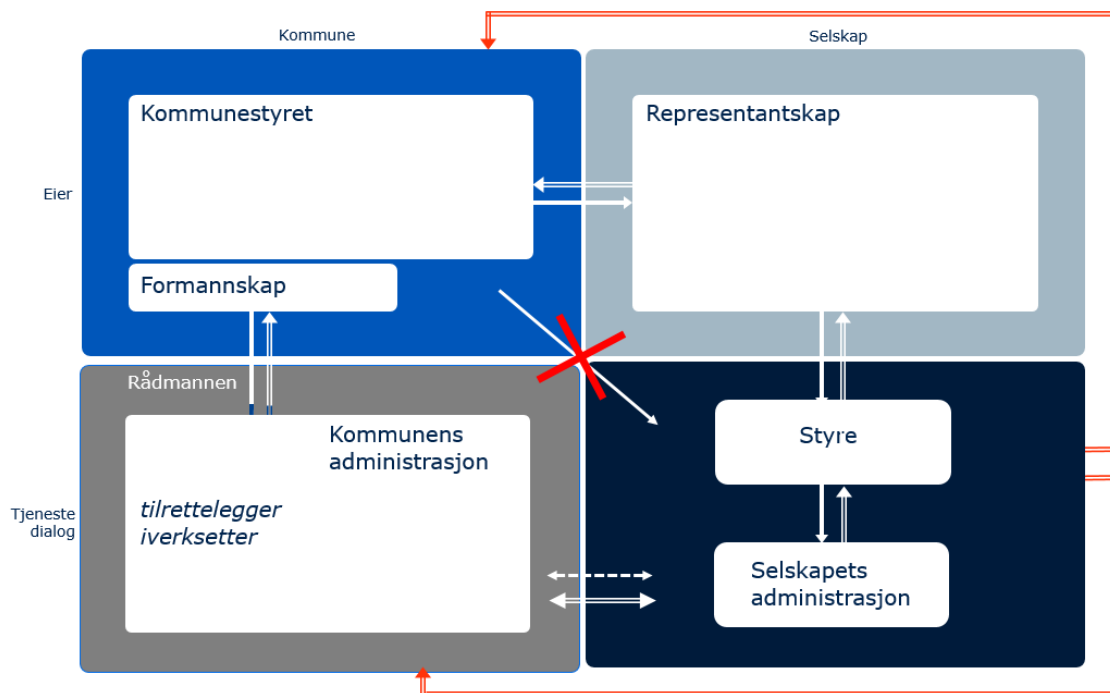 Kommune
Selskap
Kommunestyret
Representantskap
Eier
Formannskap
Rådmannen
Kommunens
administrasjon
Styre
tilrettelegger
iverksetter
Tjeneste
dialog
Selskapets
administrasjon